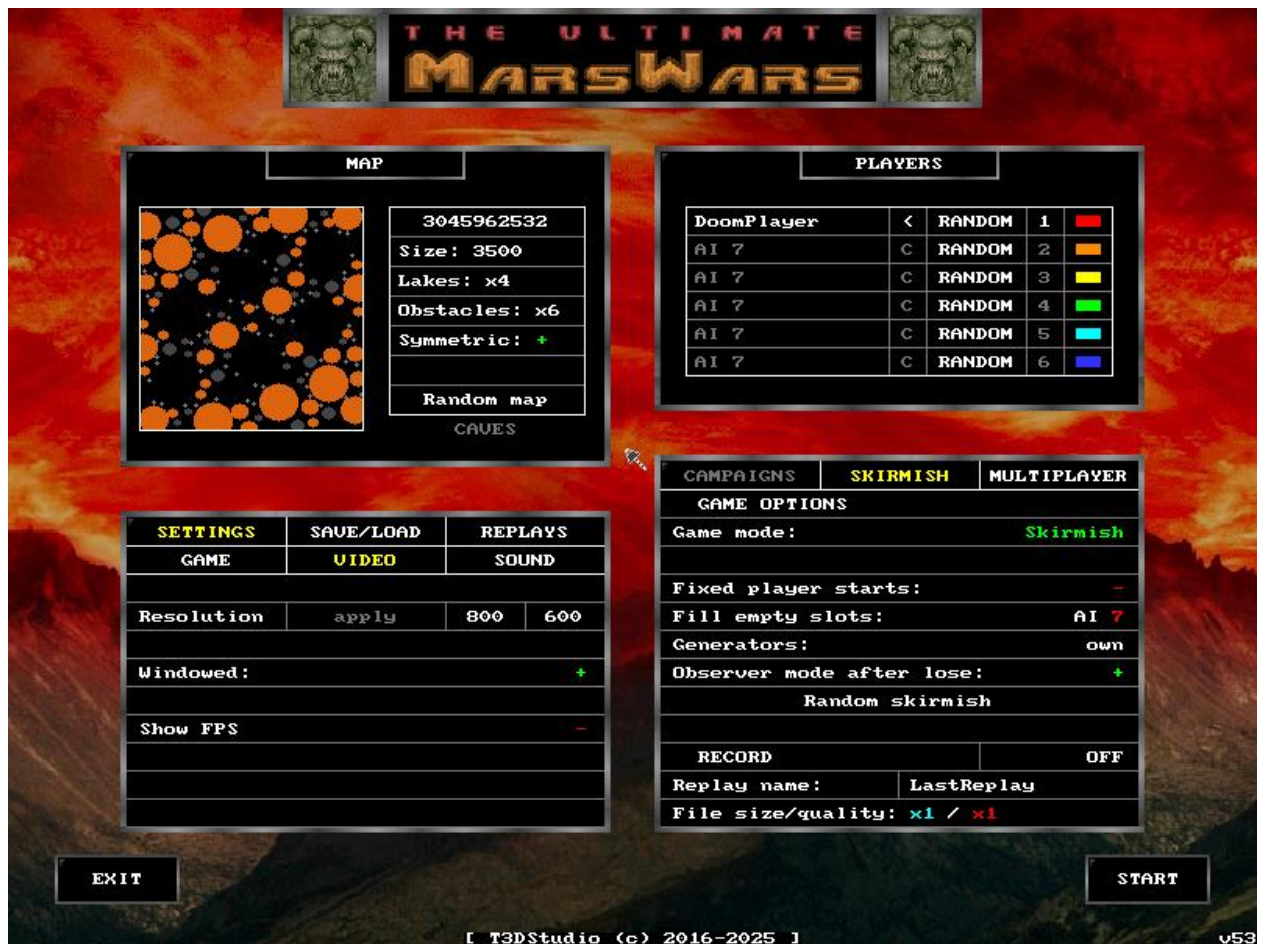 THE ULTIMATE
MARSWARS
MAP
3045962532
Size: 3500
Lakes: x4
Obstacles: x6
Symmetric: +
Random map
CAVES
PLAYERS
DoomPlayer < RANDOM 1
AI 7 C RANDOM 2
AI 7 C RANDOM 3
AI 7 C RANDOM 4
AI 7 C RANDOM 5
AI 7 C RANDOM 6
SETTINGS SAVE/LOAD REPLAYS
GAME VIDEO SOUND
Resolution apply 800 600
Windowed: +
Show FPS -
CAMPAIGNS SKIRMISH MULTIPLAYER
GAME OPTIONS
Game mode: Skirmish
Fixed player starts: -
Fill empty slots: AI 7
Generators: own
Observer mode after lose: +
Random skirmish
RECORD OFF
Replay name: LastReplay
File size/quality: x1 / x1
EXIT
START
[ T3DStudio (c) 2016-2025 ]
v53